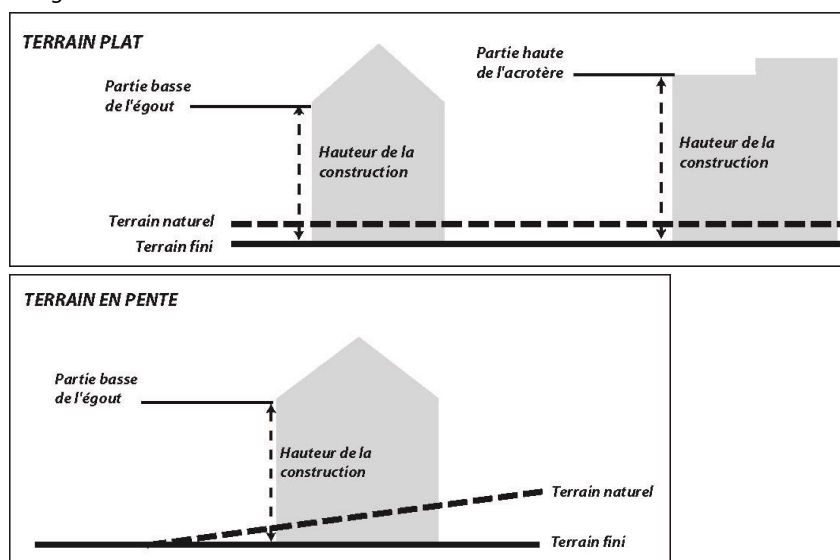 TERRAIN PLAT
Partie basse
de l'égout
Partie haute
de l'acrotère
Hauteur de la
construction
Hauteur de la
construction
Terrain naturel
Terrain fini
TERRAIN EN PENTE
Partie basse
de l'égout
Hauteur de la
construction
Terrain naturel
Terrain fini